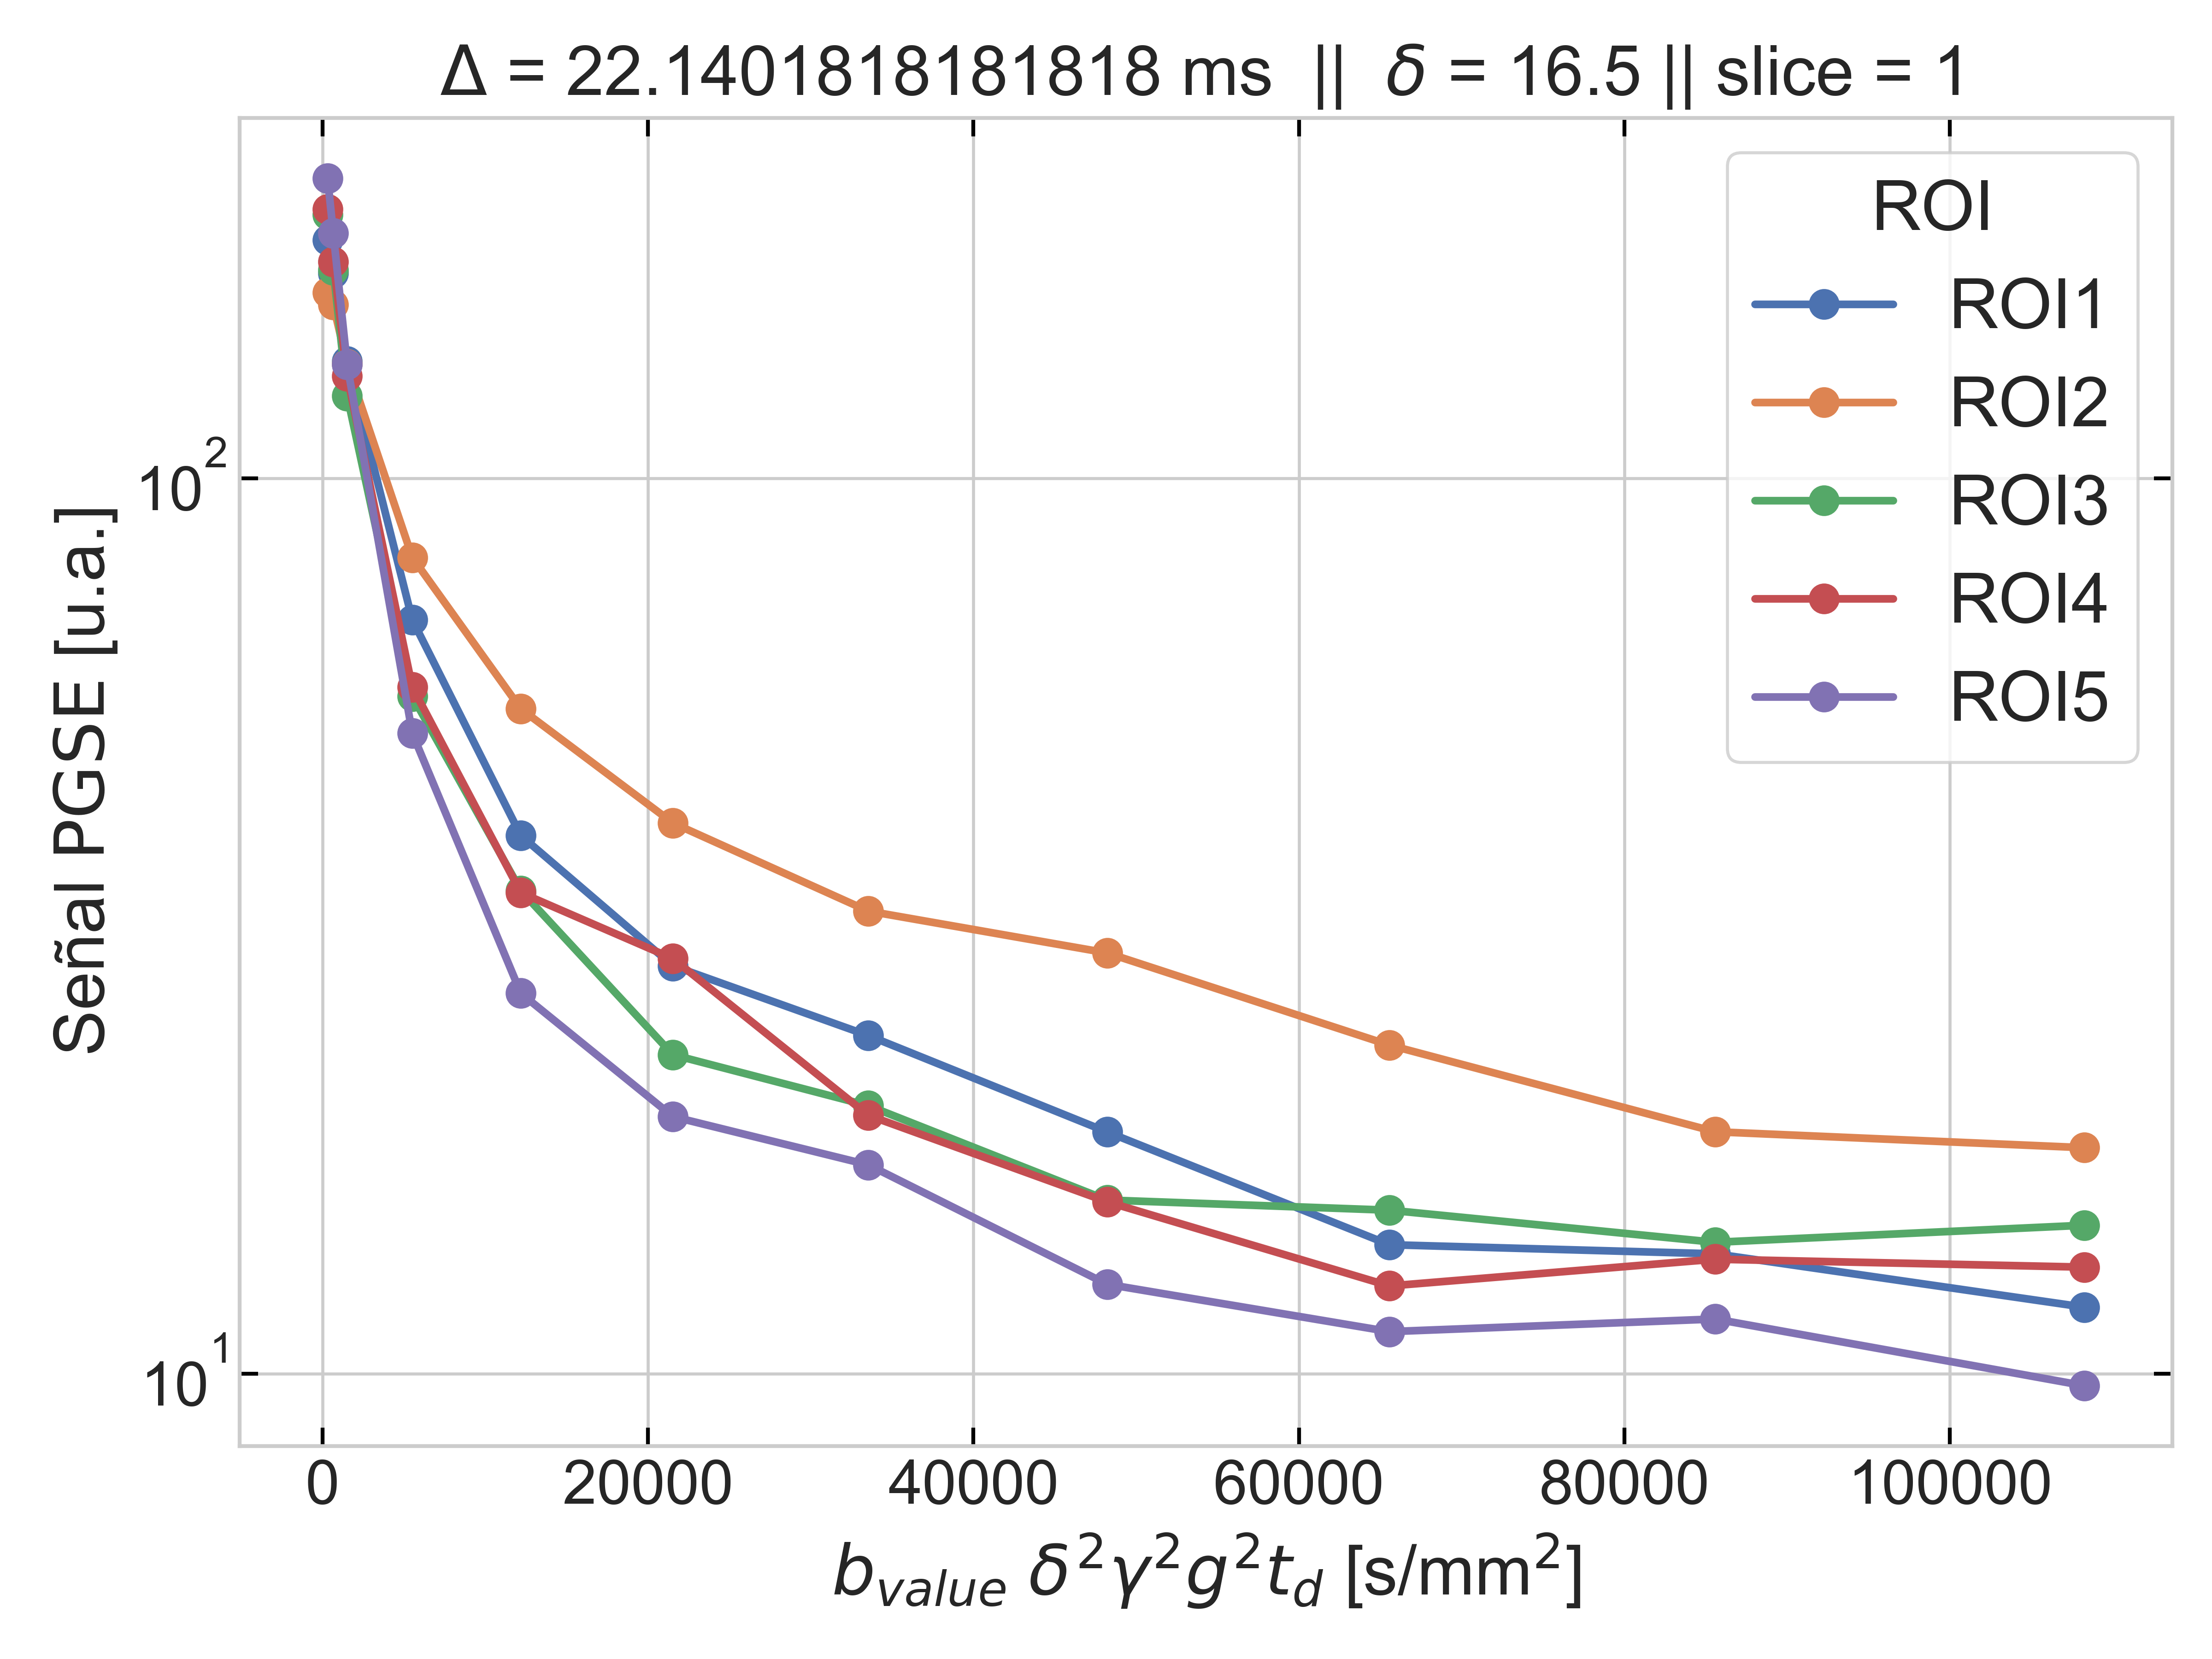 Δ = 22.14018181818181818 ms || δ = 16.5 || slice = 1
Señal PGSE [u.a.]
10²
10¹
ROI
ROI1
ROI2
ROI3
ROI4
ROI5
0 20000 40000 60000 80000 100000
b_value δ²γ²g²t_d [s/mm²]